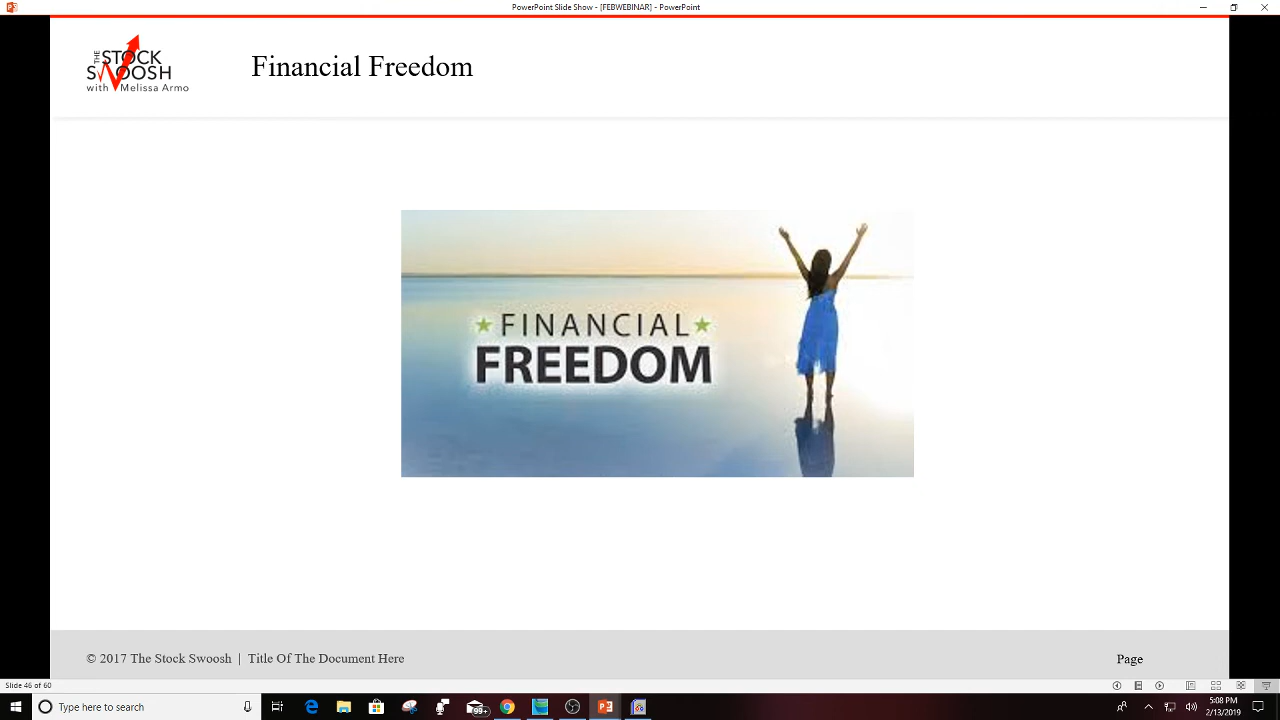 PowerPoint Slide Show - [FEBWEBINAR] - PowerPoint
THE STOCK
SWOOSH
with Melissa Armo
Financial Freedom
FINANCIAL
FREEDOM
© 2017 The Stock Swoosh | Title Of The Document Here
Page
Slide 46 of 60
Type here to search
99+
5:08 PM
2/13/2019